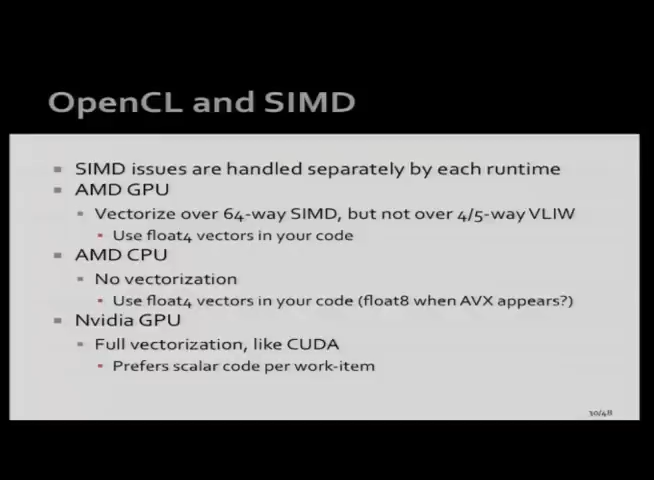 OpenCL and SIMD
SIMD issues are handled separately by each runtime
AMD GPU
Vectorize over 64-way SIMD, but not over 4/5-way VLIW
Use float4 vectors in your code
AMD CPU
No vectorization
Use float4 vectors in your code (float8 when AVX appears?)
Nvidia GPU
Full vectorization, like CUDA
Prefers scalar code per work-item
30/48